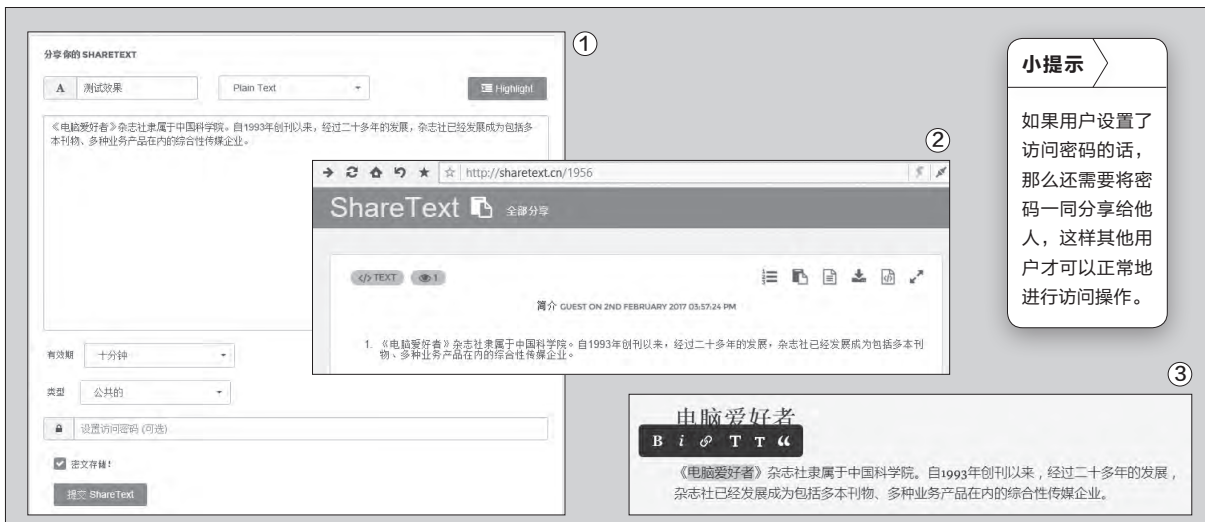 ①
分享你的 SHARETEXT
A 测试效果 Plain Text Highlight
《电脑爱好者》杂志社隶属于中国科学院。自1993年创刊以来，经过二十多年的发展，杂志社已经发展成为包括多
本刊物、多种业务产品在内的综合性传媒企业。
有效期 十分钟
类型 公共的
设置访问密码 (可选)
密文存储！
提交 ShareText
②
http://sharetext.cn/1956
ShareText 全部分享
</> TEXT 1
简介 GUEST ON 2ND FEBRUARY 2017 03:57:24 PM
1. 《电脑爱好者》杂志社隶属于中国科学院。自1993年创刊以来，经过二十多年的发展，杂志社已经发展成为包括多本刊
物、多种业务产品在内的综合性传媒企业。
小提示
如果用户设置了
访问密码的话，
那么还需要将密
码一同分享给他
人，这样其他用
户才可以正常地
进行访问操作。
③
电脑爱好者
B i T T “
《电脑爱好者》杂志社隶属于中国科学院。自1993年创刊以来，经过二十多年的发展，
杂志社已经发展成为包括多本刊物、多种业务产品在内的综合性传媒企业。